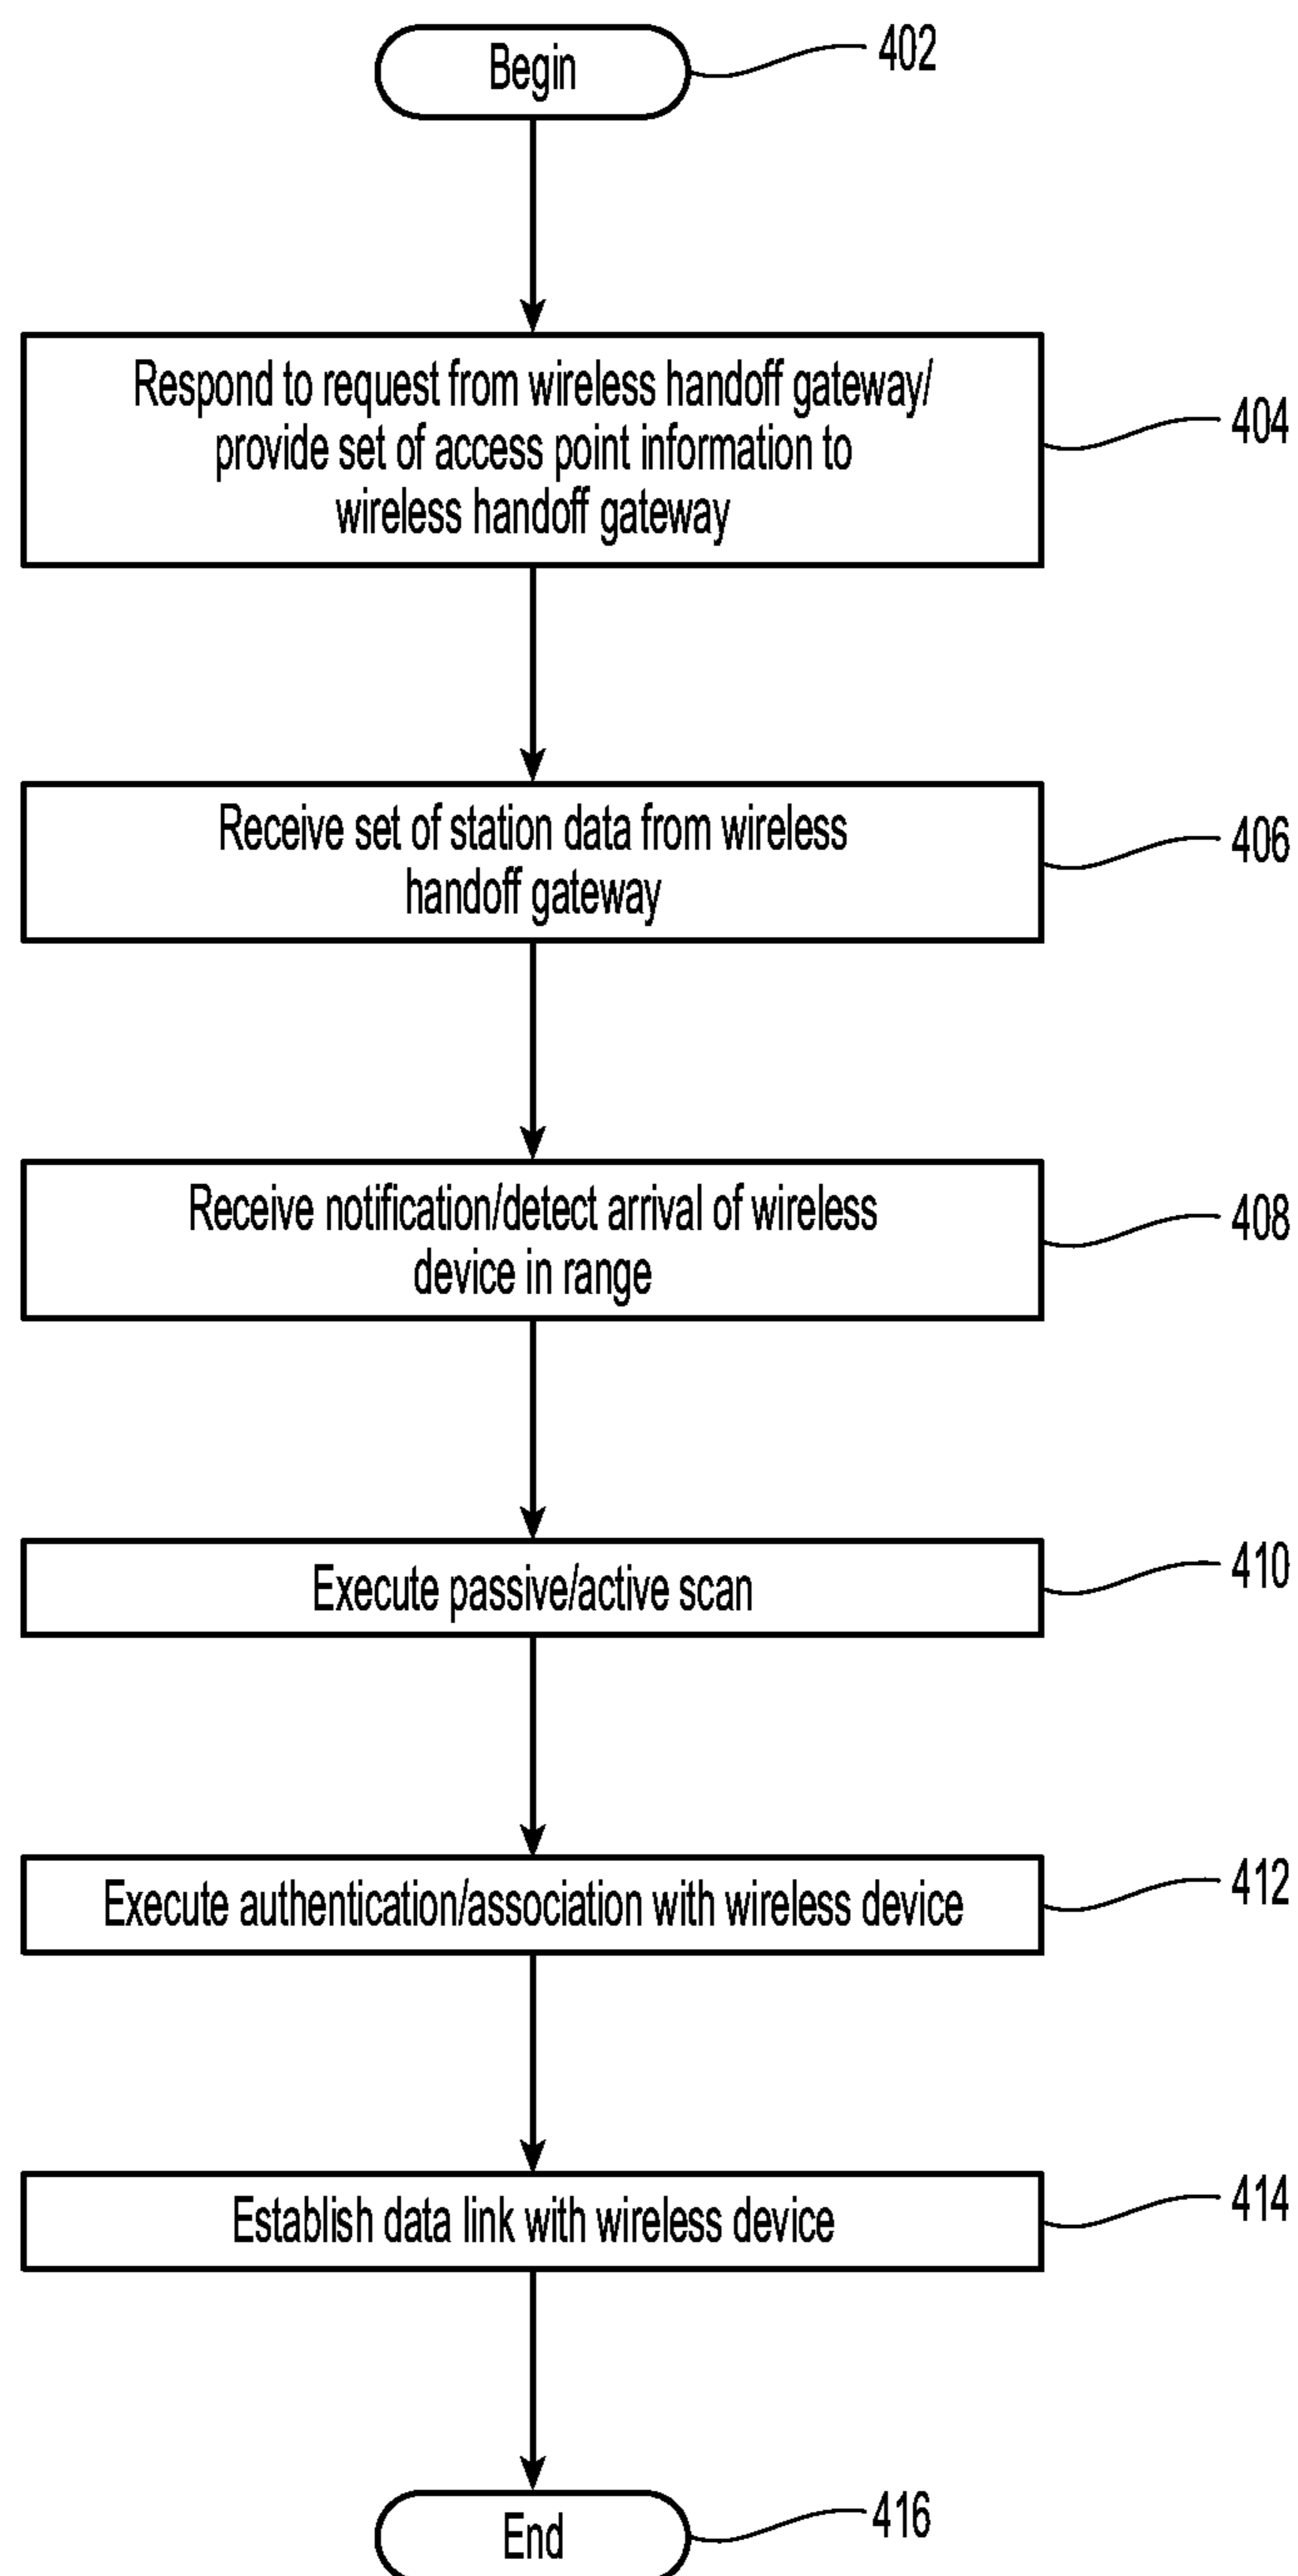 Begin
402
Respond to request from wireless handoff gateway/
provide set of access point information to
wireless handoff gateway
404
Receive set of station data from wireless
handoff gateway
406
Receive notification/detect arrival of wireless
device in range
408
Execute passive/active scan
410
Execute authentication/association with wireless device
412
Establish data link with wireless device
414
End
416